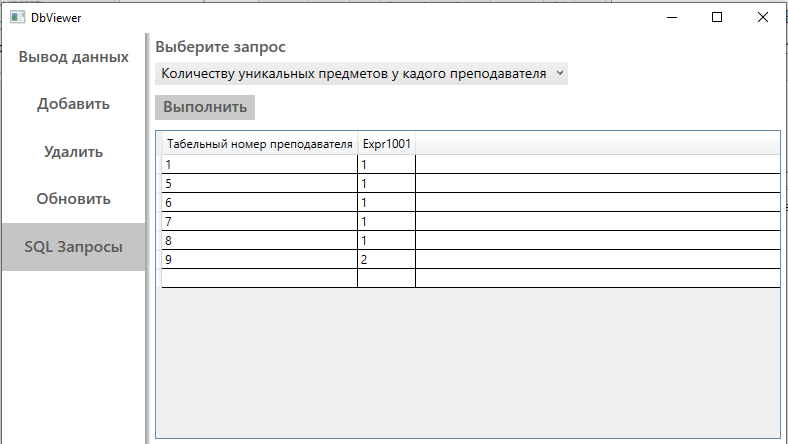 DbViewer
Вывод данных
Добавить
Удалить
Обновить
SQL Запросы
Выберите запрос
Количеству уникальных предметов у кадого преподавателя
Выполнить
Табельный номер преподавателя Expr1001
1 1
5 1
6 1
7 1
8 1
9 2